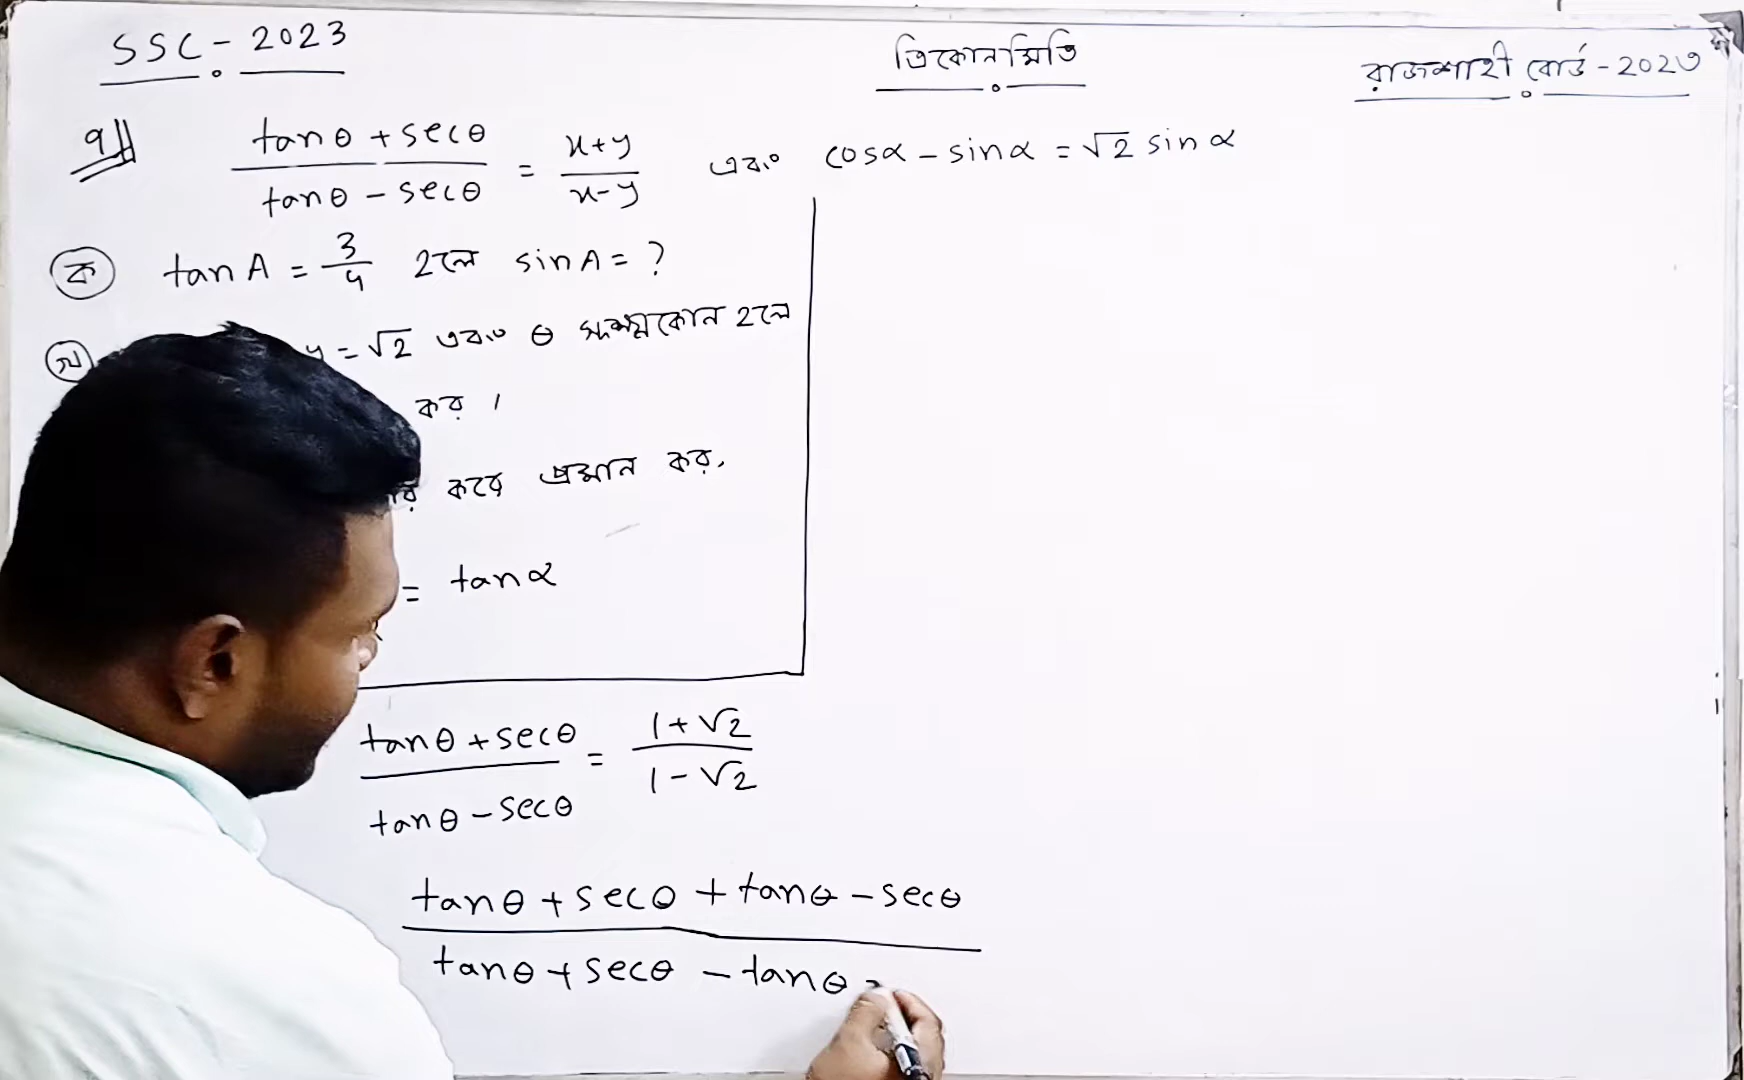 SSC - 2023
ত্রিকোনমিতি
রাজশাহী বোর্ড - ২০২৩
৭॥ (tanθ + secθ)/(tanθ - secθ) = (x+y)/(x-y) এবং cosα - sinα = √2 sinα
ক tan A = 3/4 হলে sin A = ?
খ y = √2 এবং θ সূক্ষ্মকোন হলে
কর।
করে প্রমান কর,
= tanα
(tanθ + secθ)/(tanθ - secθ) = (1+√2)/(1-√2)
tanθ + secθ + tanθ - secθ
tanθ + secθ - tanθ